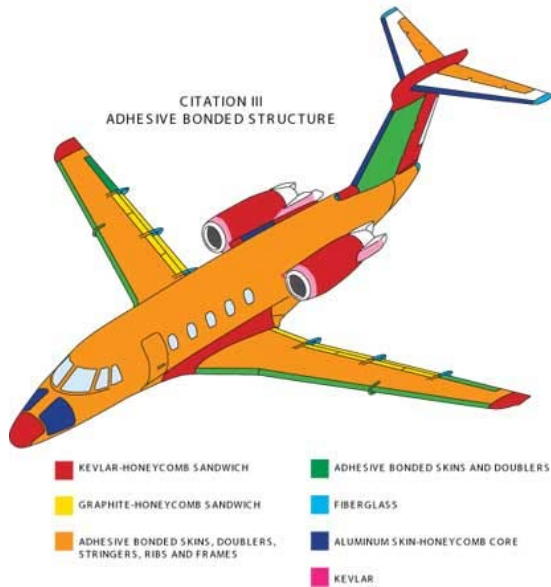 CITATION III
ADHESIVE BONDED STRUCTURE
KEVLAR-HONEYCOMB SANDWICH
GRAPHITE-HONEYCOMB SANDWICH
ADHESIVE BONDED SKINS, DOUBLERS,
STRINGERS, RIBS AND FRAMES
ADHESIVE BONDED SKINS AND DOUBLERS
FIBERGLASS
ALUMINUM SKIN-HONEYCOMB CORE
KEVLAR